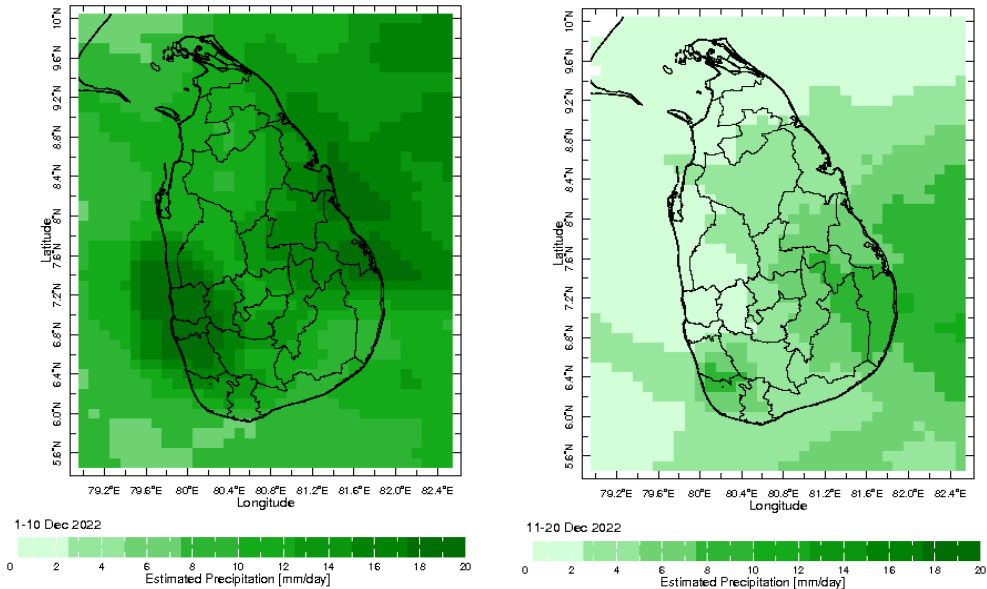 10˚N
9.6˚N
9.2˚N
8.8˚N
8.4˚N
8˚N
7.6˚N
7.2˚N
6.8˚N
6.4˚N
6.0˚N
5.6˚N
Latitude
79.2˚E 79.6˚E 80˚E 80.4˚E 80.8˚E 81.2˚E 81.6˚E 82˚E 82.4˚E
Longitude
1-10 Dec 2022
0 2 4 6 8 10 12 14 16 18 20
Estimated Precipitation [mm/day]
10˚N
9.6˚N
9.2˚N
8.8˚N
8.4˚N
8˚N
7.6˚N
7.2˚N
6.8˚N
6.4˚N
6.0˚N
5.6˚N
Latitude
79.2˚E 79.6˚E 80˚E 80.4˚E 80.8˚E 81.2˚E 81.6˚E 82.0˚E 82.4˚E
Longitude
11-20 Dec 2022
0 2 4 6 8 10 12 14 16 18 20
Estimated Precipitation [mm/day]